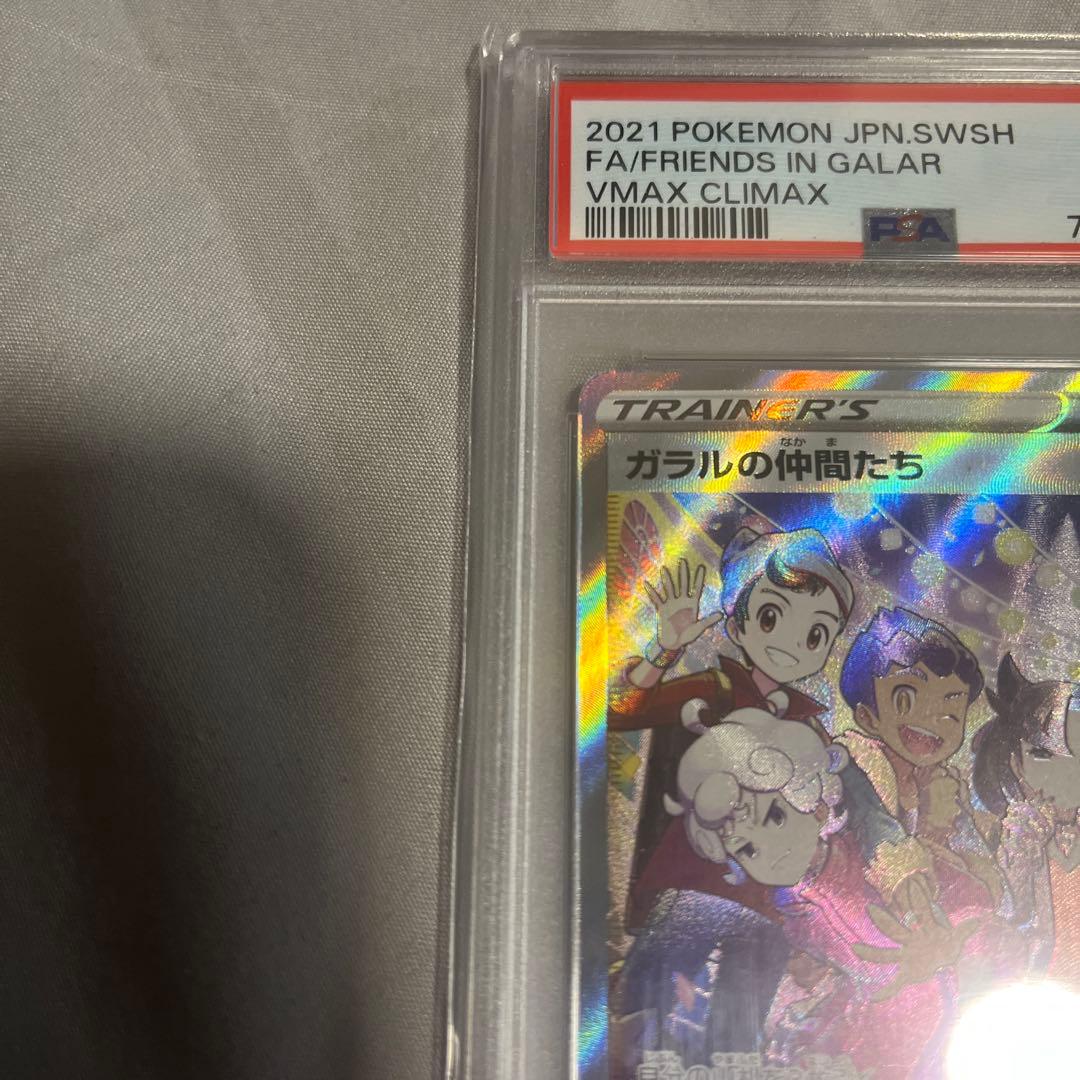 2021 POKEMON JPN.SWSH
FA/FRIENDS IN GALAR
VMAX CLIMAX
PSA
7
TRAINER'S
なか ま
ガラルの仲間たち